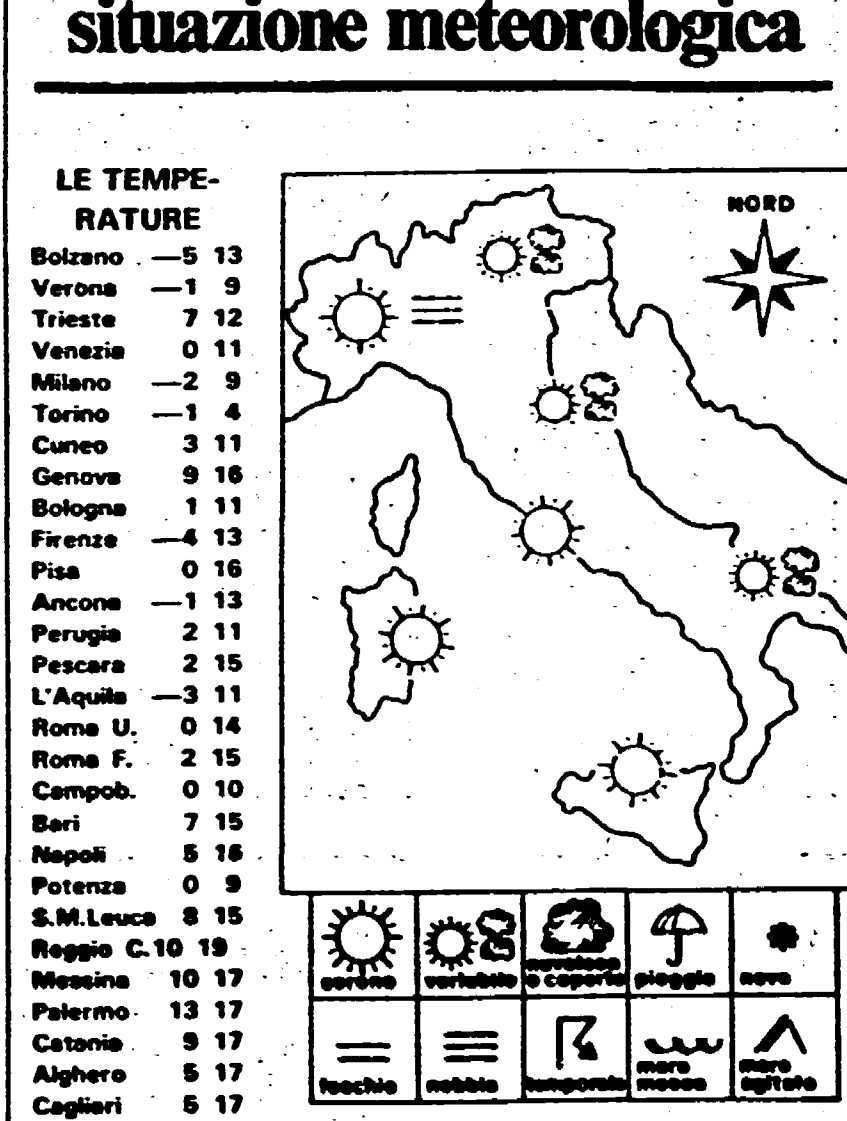 situazione meteorologica
LE TEMPE-
RATURE
Bolzano —5 13
Verona —1 9
Trieste 7 12
Venezia 0 11
Milano —2 9
Torino —1 4
Cuneo 3 11
Genova 9 16
Bologna 1 11
Firenze —4 13
Pisa 0 16
Ancona —1 13
Perugia 2 11
Pescara 2 15
L'Aquila —3 11
Roma U. 0 14
Roma F. 2 15
Campob. 0 10
Bari 7 15
Napoli 5 16
Potenza 0 9
S.M.Leuca 8 15
Reggio C. 10 19
Messina 10 17
Palermo 13 17
Catania 9 17
Alghero 5 17
Cagliari 5 17
NORD
sereno
variabile
nuvoloso
o coperto
pioggia
neve
foschia
nebbia
temporale
mare
mosso
mare
agitato